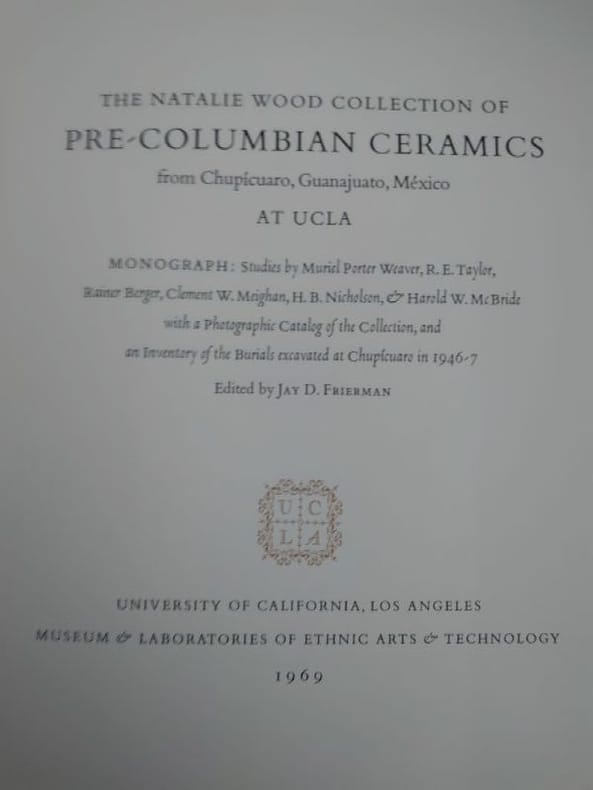 THE NATALIE WOOD COLLECTION OF
PRE-COLUMBIAN CERAMICS
from Chupícuaro, Guanajuato, México
AT UCLA
MONOGRAPH: Studies by Muriel Porter Weaver, R. E. Taylor,
Rainer Berger, Clement W. Meighan, H. B. Nicholson, & Harold W. McBride
with a Photographic Catalog of the Collection, and
an Inventory of the Burials excavated at Chupícuaro in 1946-7
Edited by JAY D. FRIERMAN
U C
L A
UNIVERSITY OF CALIFORNIA, LOS ANGELES
MUSEUM & LABORATORIES OF ETHNIC ARTS & TECHNOLOGY
1969